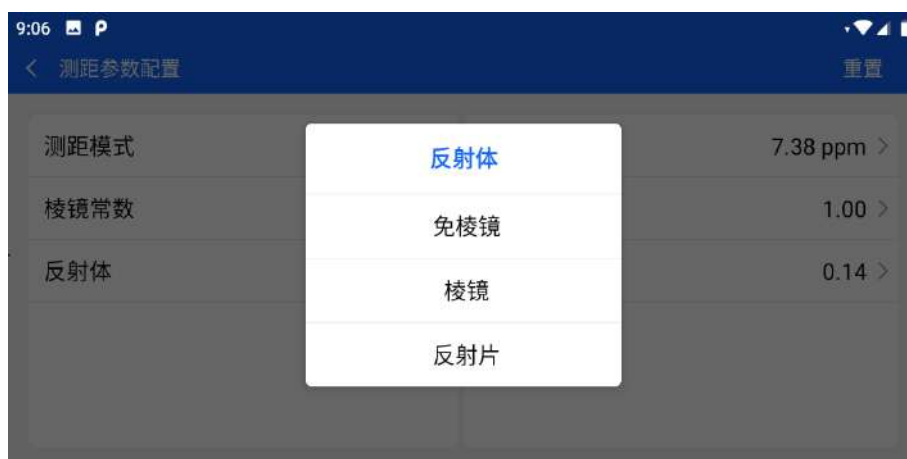 9:06
测距参数配置
重置
测距模式
7.38 ppm
棱镜常数
1.00
反射体
0.14
反射体
免棱镜
棱镜
反射片